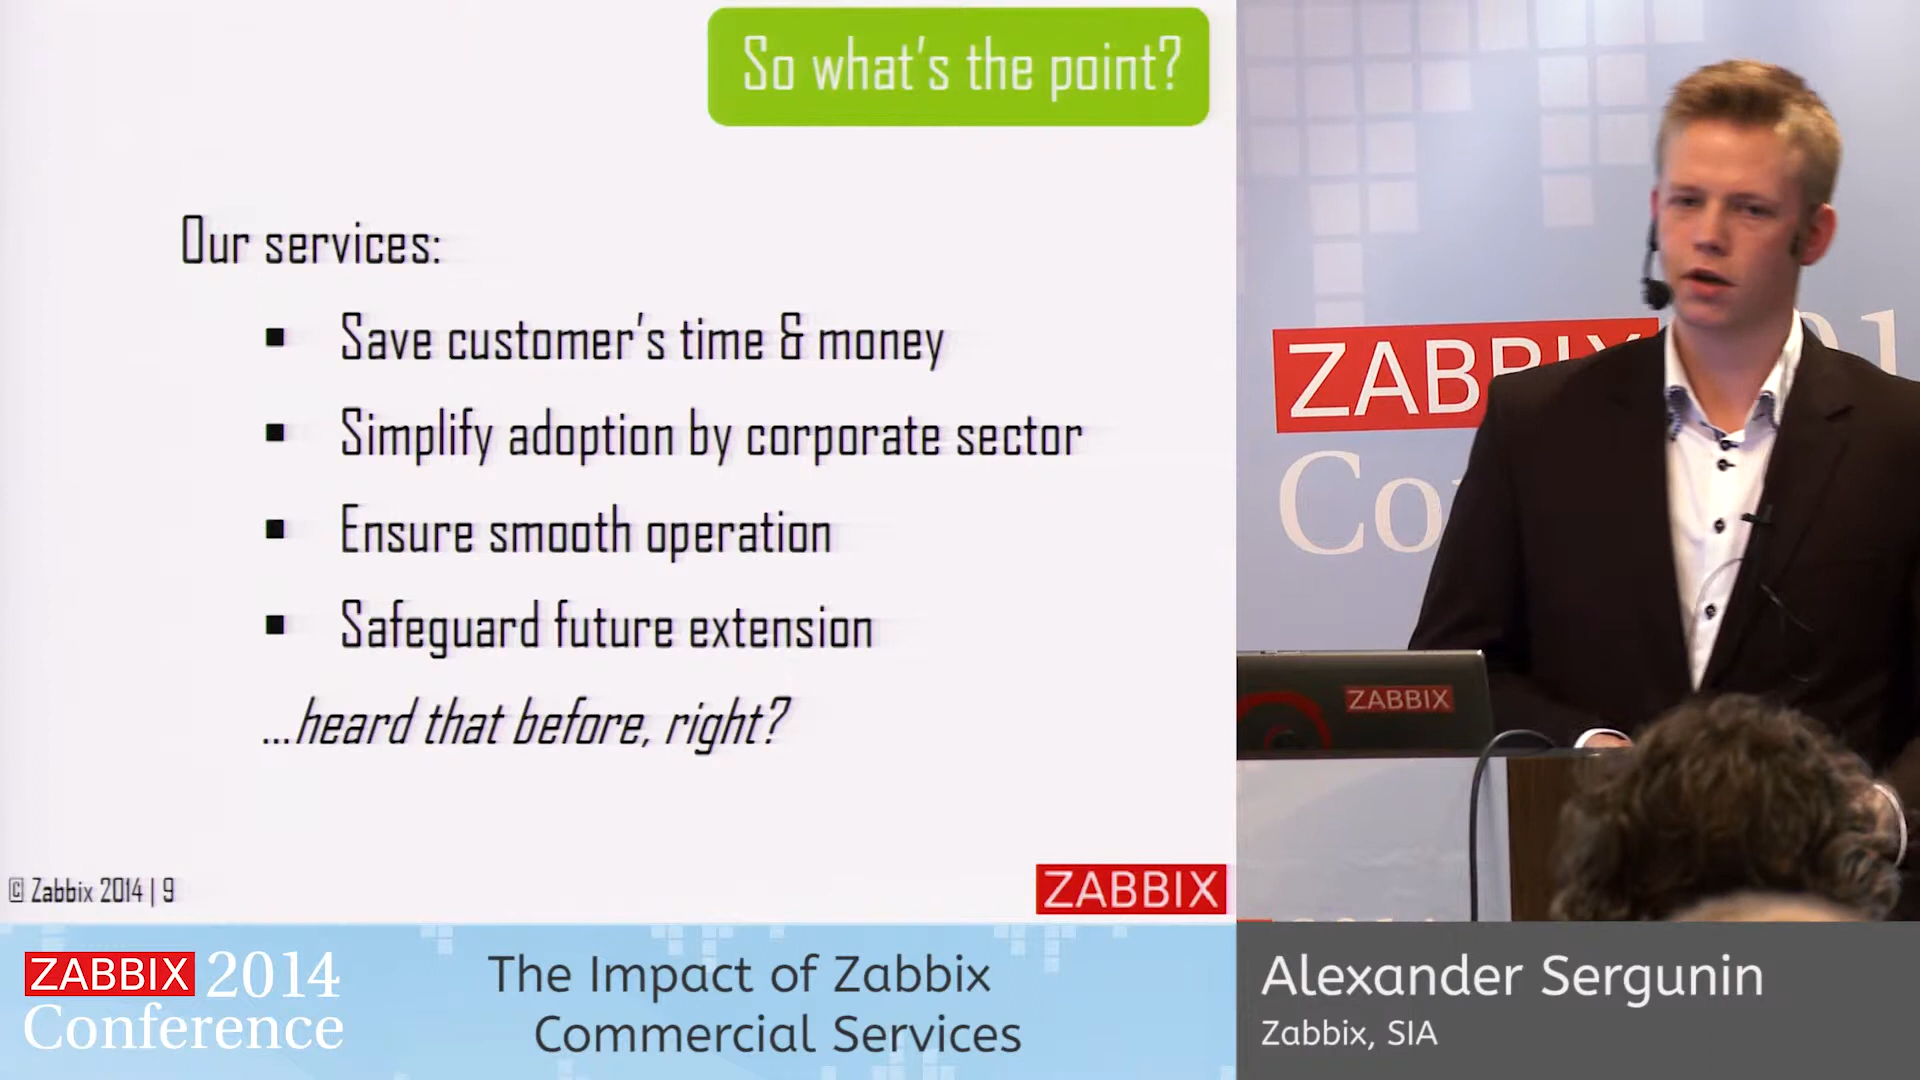 So what's the point?
Our services:
▪ Save customer's time & money
▪ Simplify adoption by corporate sector
▪ Ensure smooth operation
▪ Safeguard future extension
...heard that before, right?
© Zabbix 2014 | 9
ZABBIX
ZABBIX
ZABBIX 2014
Conference
The Impact of Zabbix
Commercial Services
Alexander Sergunin
Zabbix, SIA